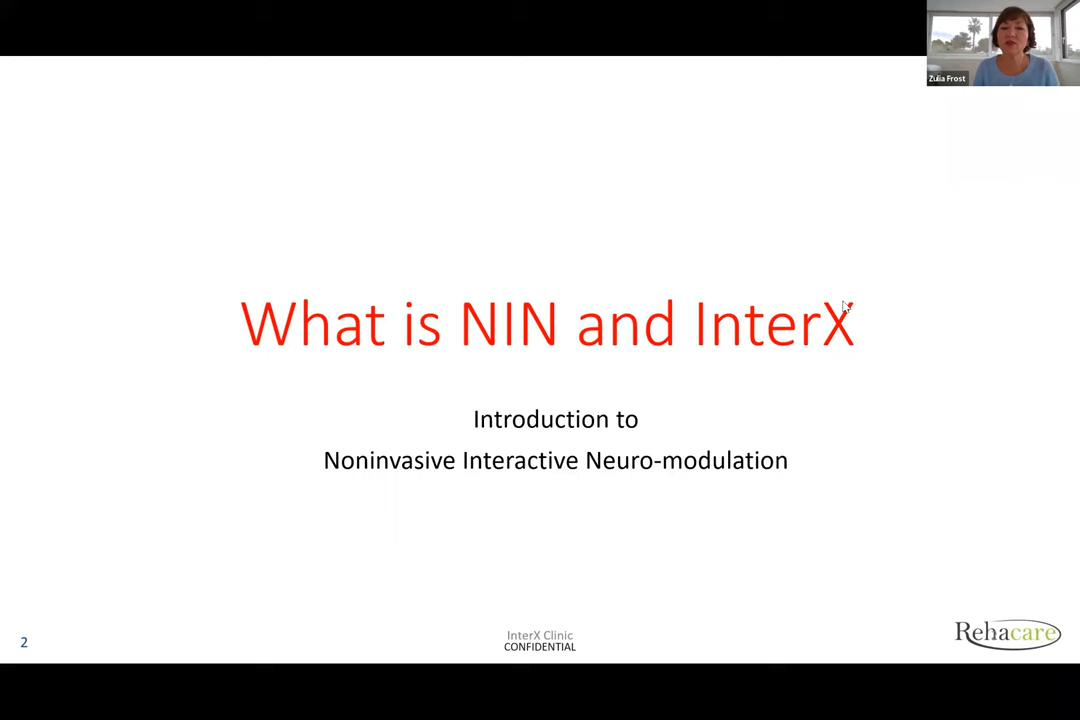 Zulia Frost
What is NIN and InterX
Introduction to
Noninvasive Interactive Neuro-modulation
2
InterX Clinic
CONFIDENTIAL
Rehacare